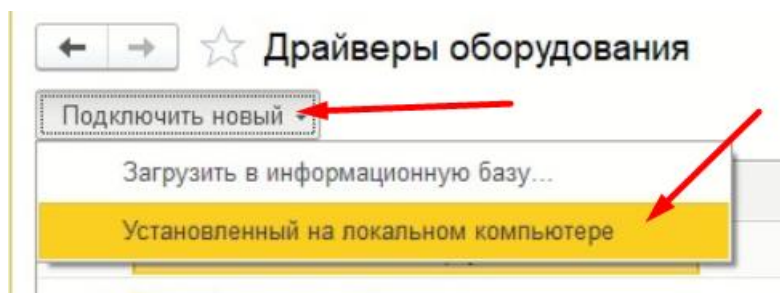 Драйверы оборудования
Подключить новый
Загрузить в информационную базу...
Установленный на локальном компьютере